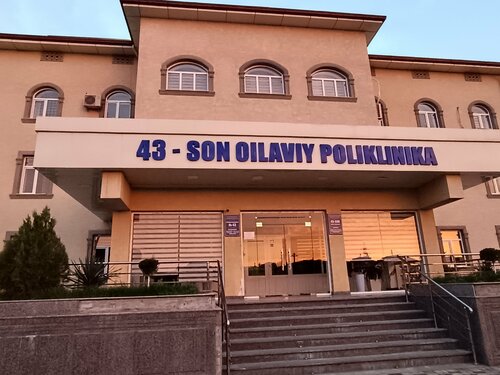 43 - SON OILAVIY POLIKLINIKA